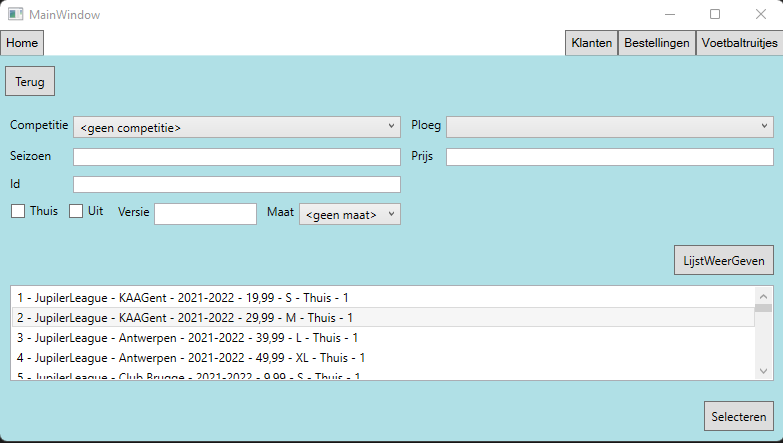 MainWindow
Home Klanten Bestellingen Voetbaltruitjes
Terug
Competitie <geen competitie> Ploeg
Seizoen Prijs
Id
Thuis Uit Versie Maat <geen maat>
LijstWeerGeven
1 - JupilerLeague - KAAGent - 2021-2022 - 19,99 - S - Thuis - 1
2 - JupilerLeague - KAAGent - 2021-2022 - 29,99 - M - Thuis - 1
3 - JupilerLeague - Antwerpen - 2021-2022 - 39,99 - L - Thuis - 1
4 - JupilerLeague - Antwerpen - 2021-2022 - 49,99 - XL - Thuis - 1
5 - JupilerLeague - Club Brugge - 2021-2022 - 9,99 - S - Thuis - 1
Selecteren